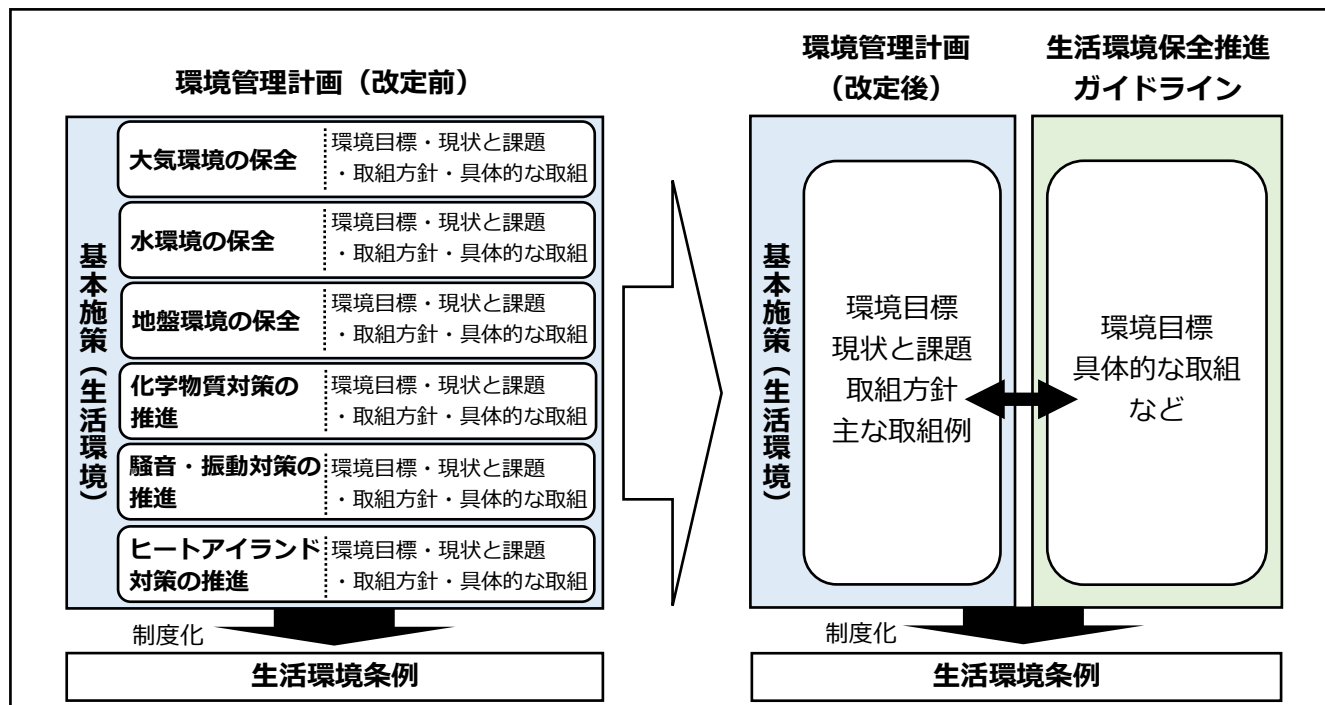 環境管理計画（改定前）
基本施策（生活環境）
大気環境の保全
環境目標・現状と課題
・取組方針・具体的な取組
水環境の保全
環境目標・現状と課題
・取組方針・具体的な取組
地盤環境の保全
環境目標・現状と課題
・取組方針・具体的な取組
化学物質対策の
推進
環境目標・現状と課題
・取組方針・具体的な取組
騒音・振動対策の
推進
環境目標・現状と課題
・取組方針・具体的な取組
ヒートアイランド
対策の推進
環境目標・現状と課題
・取組方針・具体的な取組
制度化
生活環境条例
環境管理計画
（改定後）
基本施策（生活環境）
環境目標
現状と課題
取組方針
主な取組例
生活環境保全推進
ガイドライン
環境目標
具体的な取組
など
制度化
生活環境条例